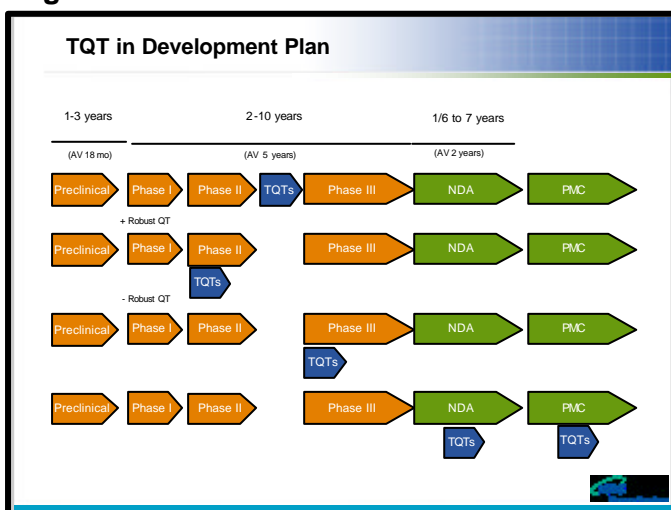 TQT in Development Plan
1-3 years 2-10 years 1/6 to 7 years
(AV 18 mo) (AV 5 years) (AV 2 years)
Preclinical Phase I Phase II TQTs Phase III NDA PMC
+ Robust QT
Preclinical Phase I Phase II Phase III NDA PMC
TQTs
- Robust QT
Preclinical Phase I Phase II Phase III NDA PMC
TQTs
Preclinical Phase I Phase II Phase III NDA PMC
TQTs TQTs